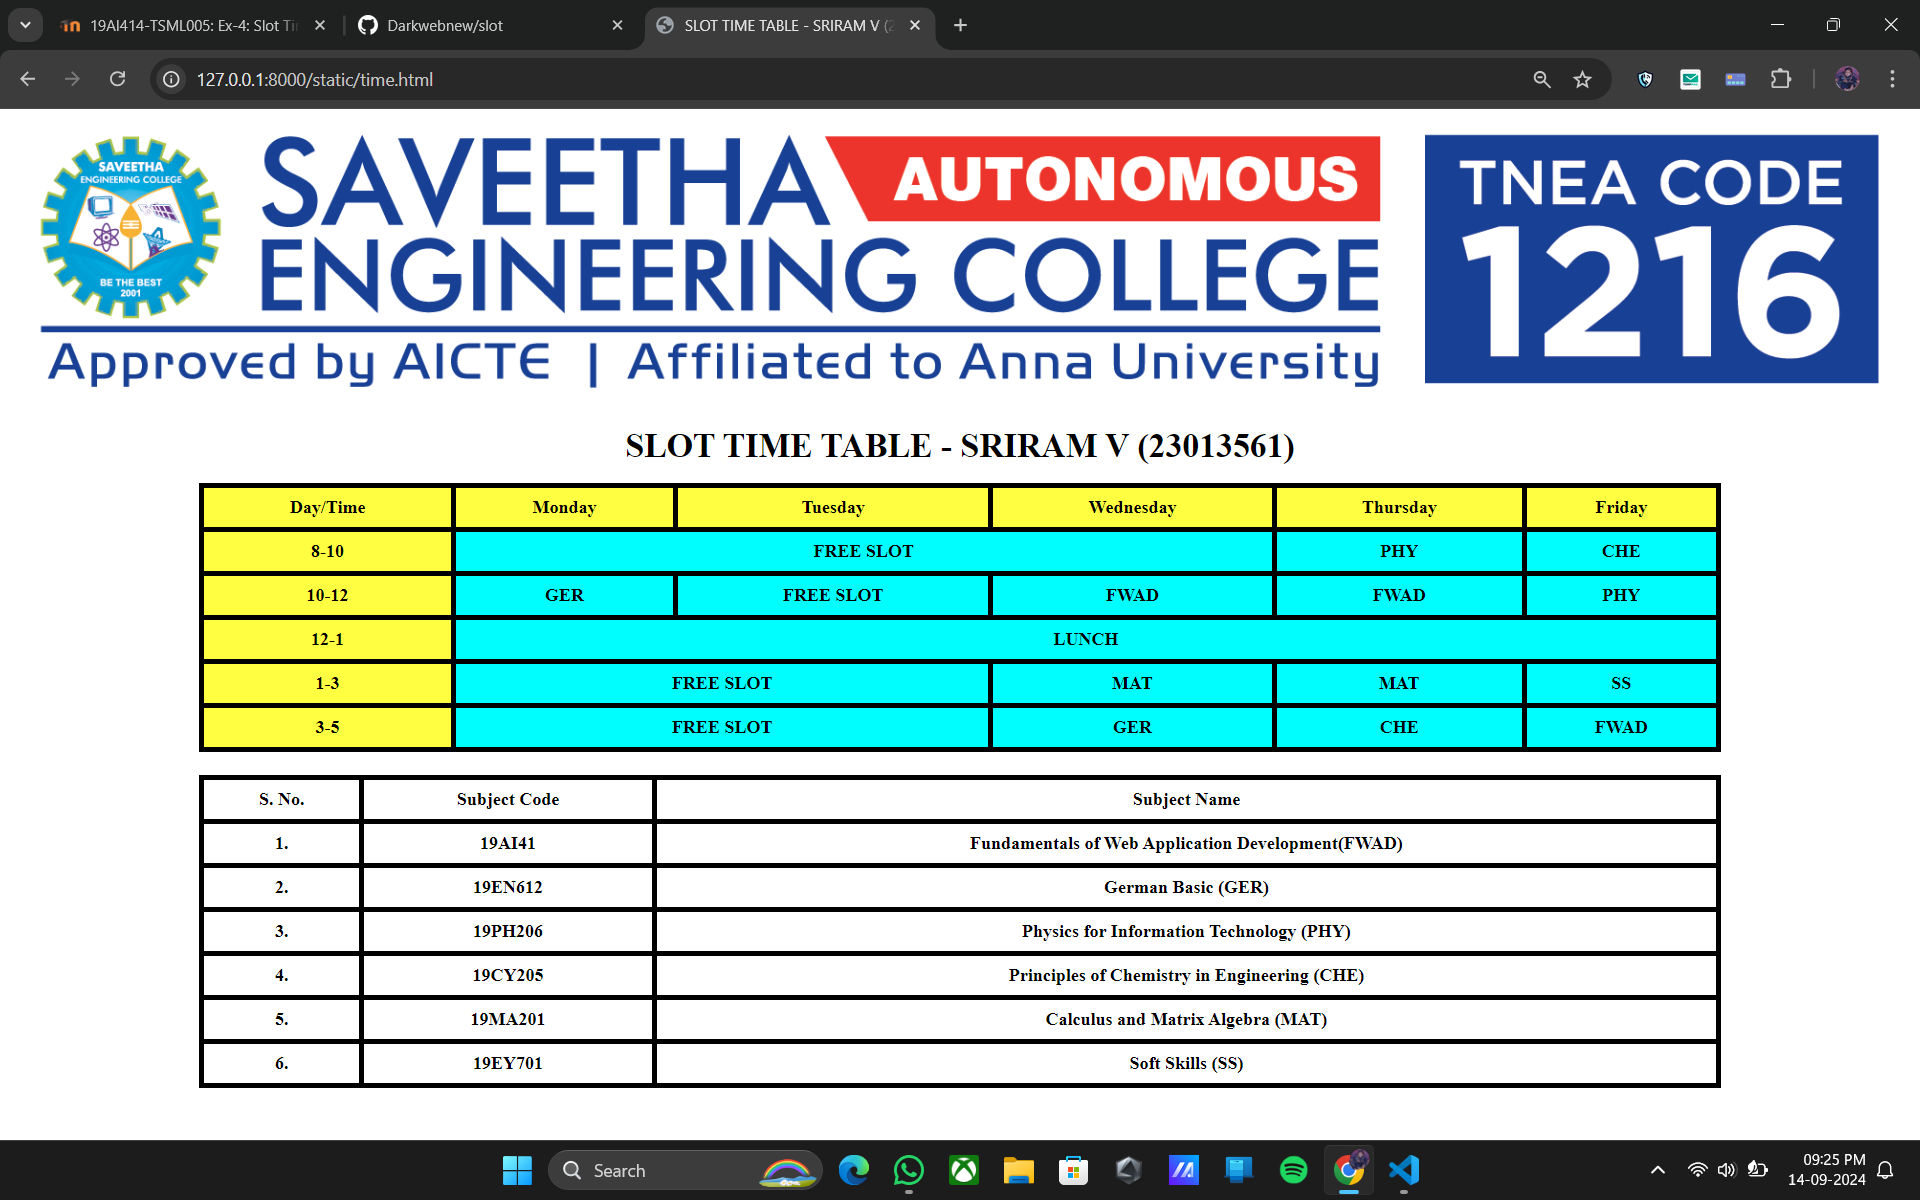 19AI414-TSML005: Ex-4: Slot Ti
Darkwebnew/slot
SLOT TIME TABLE - SRIRAM V (2
127.0.0.1:8000/static/time.html
SAVEETHA
ENGINEERING COLLEGE
BE THE BEST
2001
SAVEETHA AUTONOMOUS
ENGINEERING COLLEGE
Approved by AICTE | Affiliated to Anna University
TNEA CODE
1216
SLOT TIME TABLE - SRIRAM V (23013561)
Day/Time Monday Tuesday Wednesday Thursday Friday
8-10 FREE SLOT PHY CHE
10-12 GER FREE SLOT FWAD FWAD PHY
12-1 LUNCH
1-3 FREE SLOT MAT MAT SS
3-5 FREE SLOT GER CHE FWAD
S. No. Subject Code Subject Name
1. 19AI41 Fundamentals of Web Application Development(FWAD)
2. 19EN612 German Basic (GER)
3. 19PH206 Physics for Information Technology (PHY)
4. 19CY205 Principles of Chemistry in Engineering (CHE)
5. 19MA201 Calculus and Matrix Algebra (MAT)
6. 19EY701 Soft Skills (SS)
Search
09:25 PM
14-09-2024